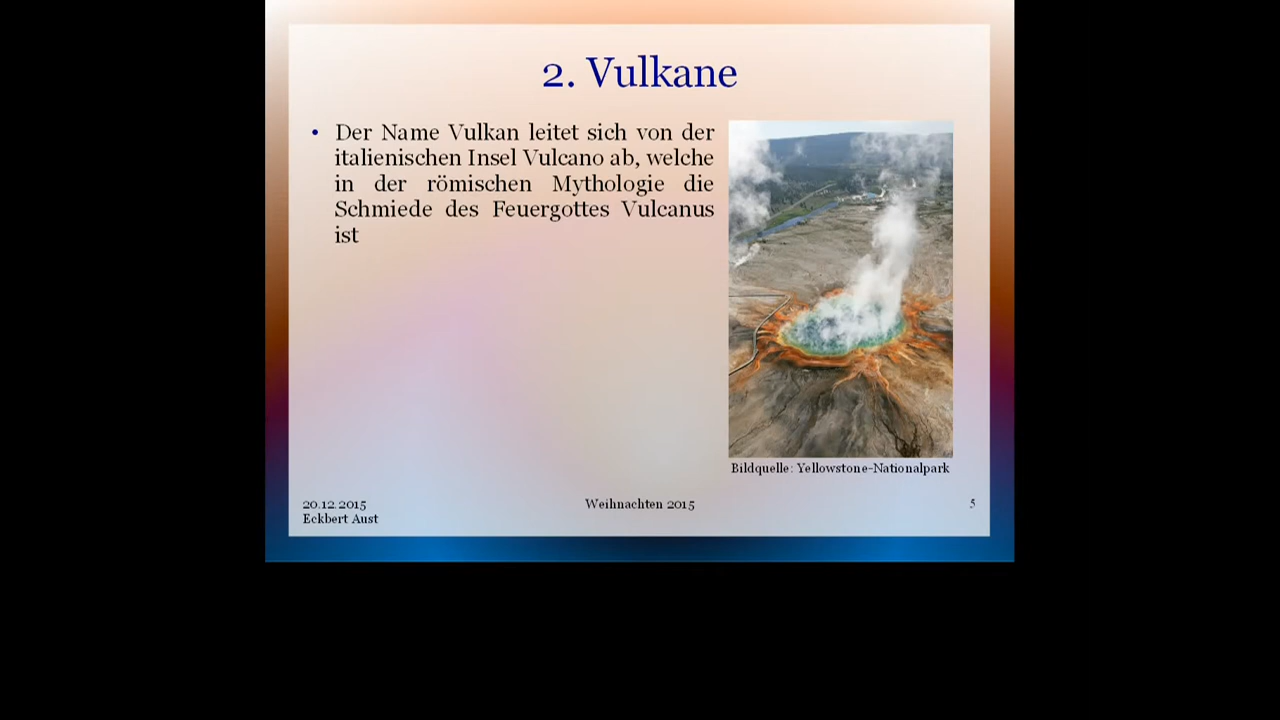 2. Vulkane
• Der Name Vulkan leitet sich von der
italienischen Insel Vulcano ab, welche
in der römischen Mythologie die
Schmiede des Feuergottes Vulcanus
ist
Bildquelle: Yellowstone-Nationalpark
20.12.2015
Eckbert Aust
Weihnachten 2015
5